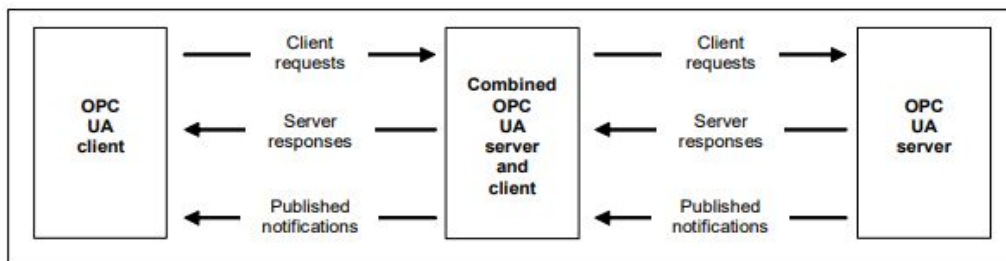 OPC
UA
client
Client
requests
Server
responses
Published
notifications
Combined
OPC
UA
server
and
client
Client
requests
Server
responses
Published
notifications
OPC
UA
server